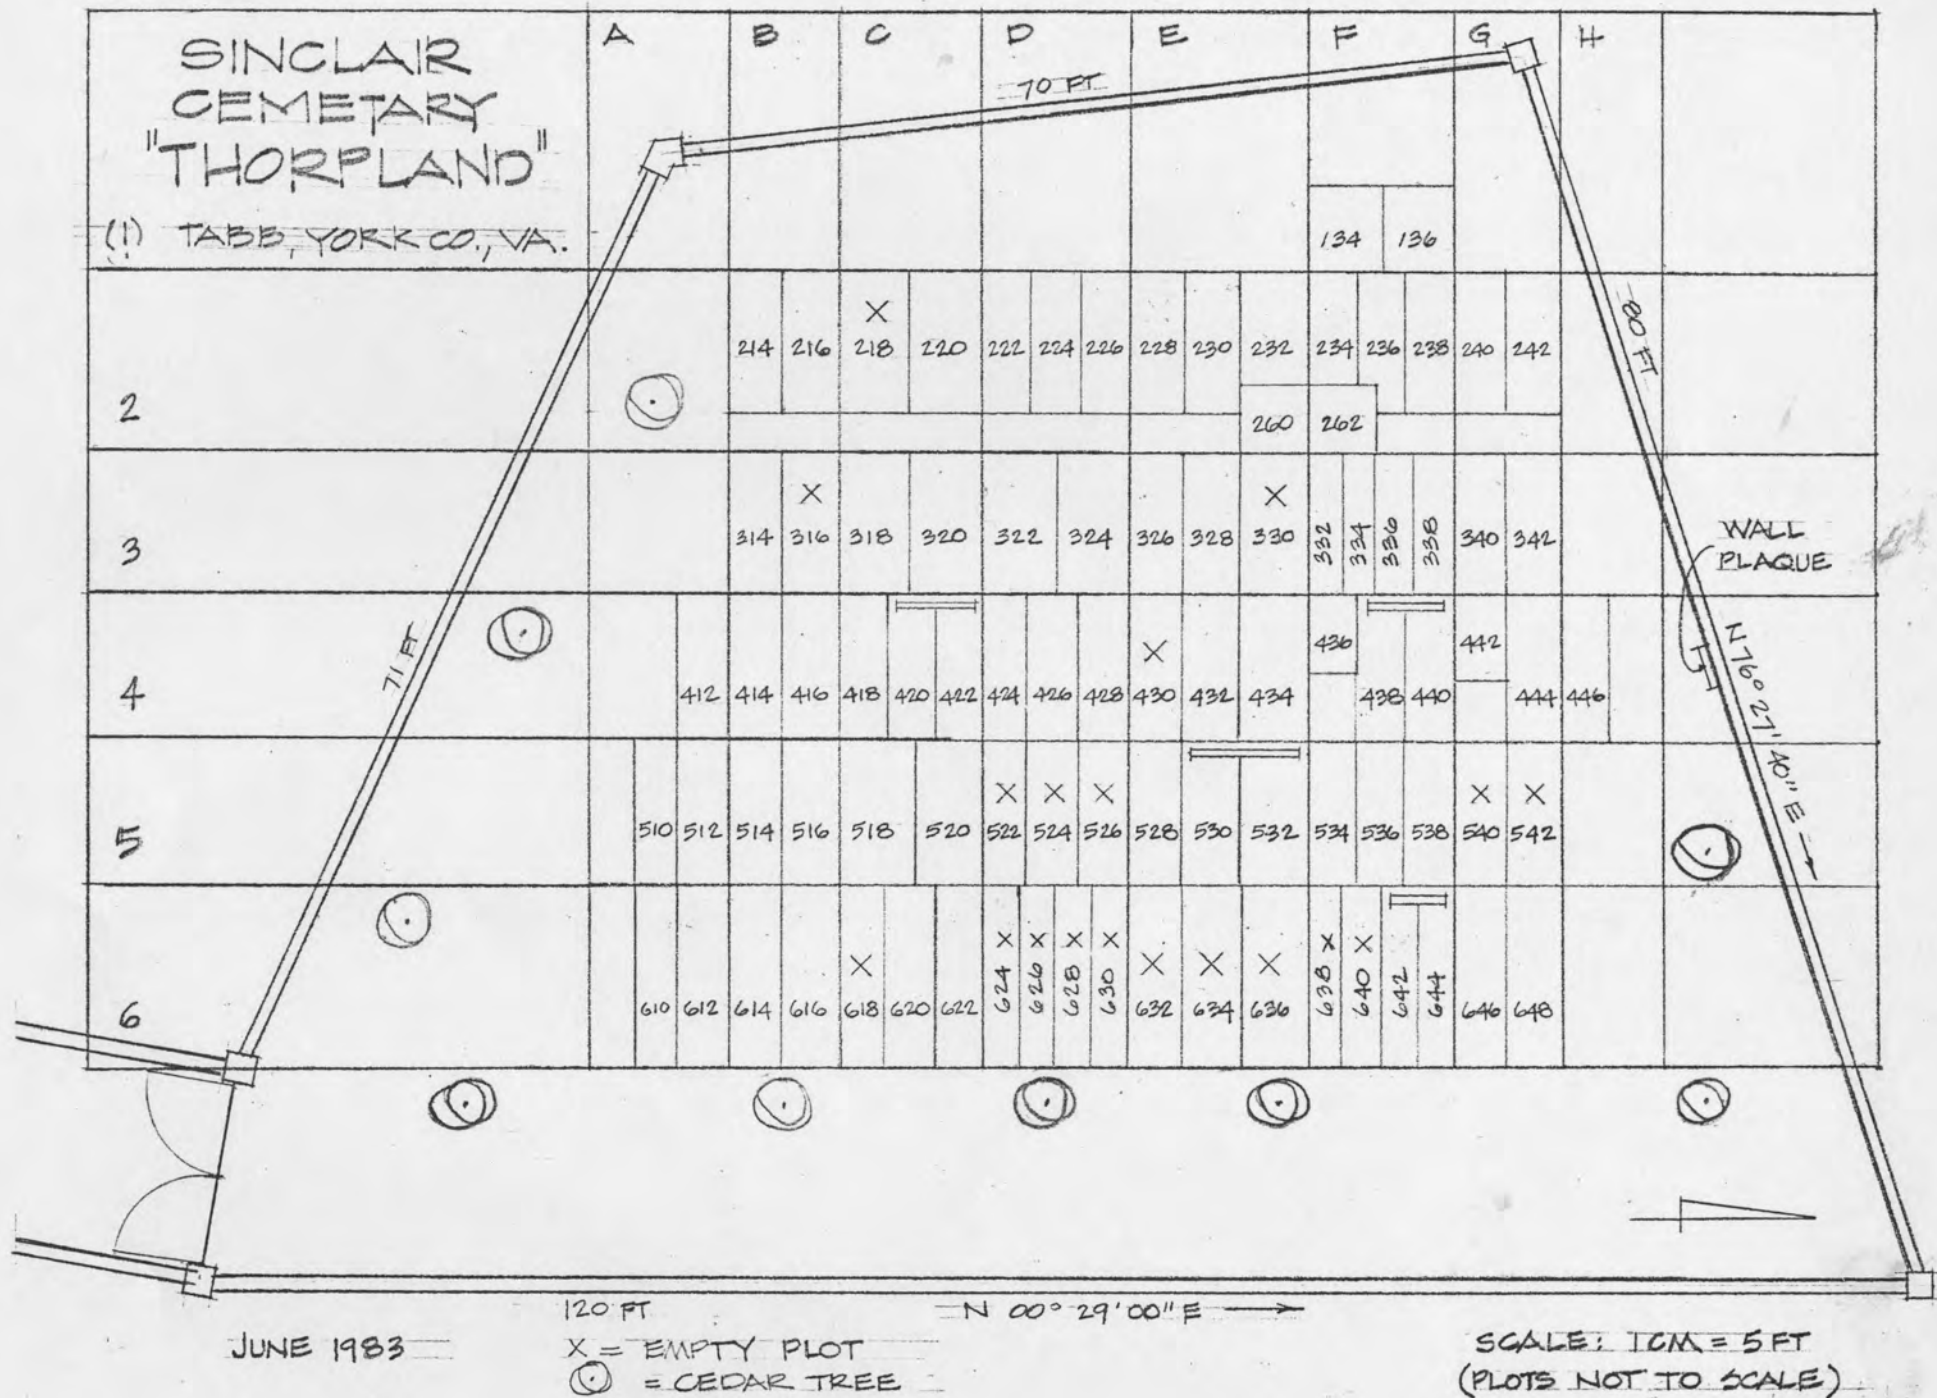 SINCLAIR
CEMETARY
"THORPLAND"
(1) TABB, YORK CO., VA.
A B C D E F G H
70 FT
134 136
80 FT
X
214 216 218 220 222 224 226 228 230 232 234 236 238 240 242
2
260 262
X X
314 316 318 320 322 324 326 328 330 332 334 336 338 340 342
3
WALL
PLAQUE
71 FT
436 442
X
4
412 414 416 418 420 422 424 426 428 430 432 434 438 440 444 446
N 76° 27' 40" E
X X X X X
5
510 512 514 516 518 520 522 524 526 528 530 532 534 536 538 540 542
X X X X X X X X X X
6
610 612 614 616 618 620 622 624 626 628 630 632 634 636 638 640 642 644 646 648
120 FT N 00° 29' 00" E
JUNE 1983
X = EMPTY PLOT
= CEDAR TREE
SCALE: 1CM = 5 FT
(PLOTS NOT TO SCALE)